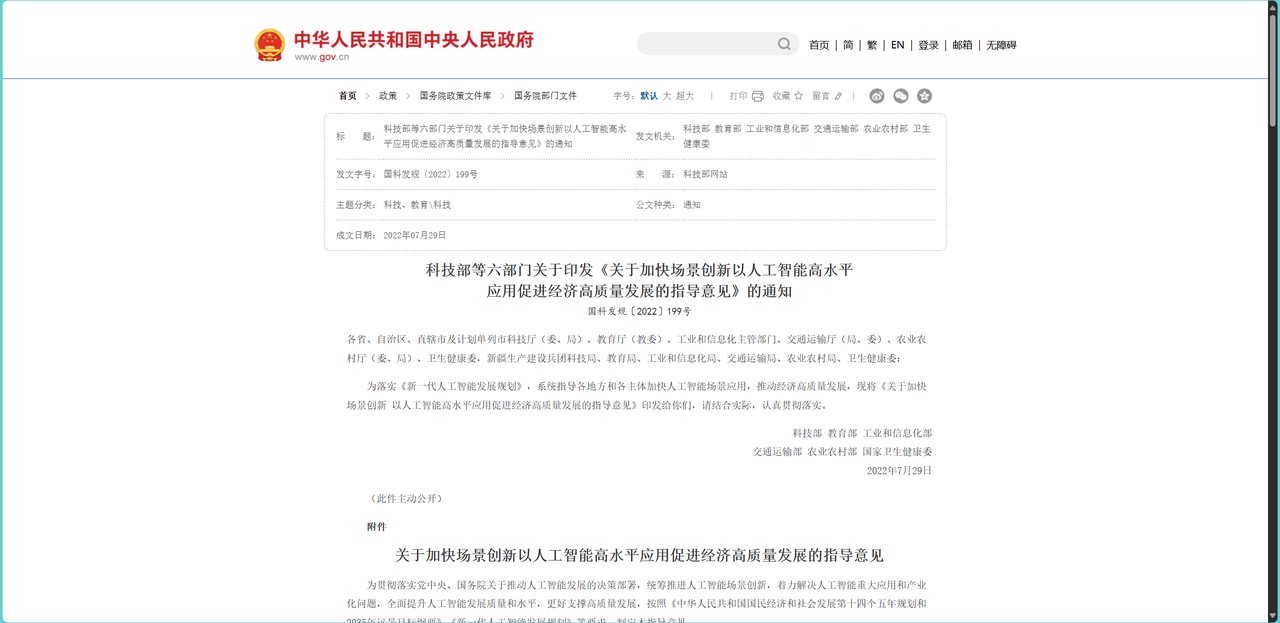 中华人民共和国中央人民政府
www.gov.cn
首页 | 简 | 繁 | EN | 登录 | 邮箱 | 无障碍
首页 > 政策 > 国务院政策文件库 > 国务院部门文件
字号：默认 大 超大 | 打印 收藏 留言 |
标 题： 科技部等六部门关于印发《关于加快场景创新以人工智能高水
平应用促进经济高质量发展的指导意见》的通知
发文机关： 科技部 教育部 工业和信息化部 交通运输部 农业农村部 卫生
健康委
发文字号： 国科发规〔2022〕199号
来 源： 科技部网站
主题分类： 科技、教育\科技
公文种类： 通知
成文日期： 2022年07月29日
科技部等六部门关于印发《关于加快场景创新以人工智能高水平
应用促进经济高质量发展的指导意见》的通知
国科发规〔2022〕199号
各省、自治区、直辖市及计划单列市科技厅（委、局）、教育厅（教委）、工业和信息化主管部门、交通运输厅（局、委）、农业农
村厅（委、局）、卫生健康委，新疆生产建设兵团科技局、教育局、工业和信息化局、交通运输局、农业农村局、卫生健康委：
为落实《新一代人工智能发展规划》，系统指导各地方和各主体加快人工智能场景应用，推动经济高质量发展，现将《关于加快
场景创新 以人工智能高水平应用促进经济高质量发展的指导意见》印发给你们，请结合实际，认真贯彻落实。
科技部 教育部 工业和信息化部
交通运输部 农业农村部 国家卫生健康委
2022年7月29日
（此件主动公开）
附件
关于加快场景创新以人工智能高水平应用促进经济高质量发展的指导意见
为贯彻落实党中央、国务院关于推动人工智能发展的决策部署，统筹推进人工智能场景创新，着力解决人工智能重大应用和产业
化问题，全面提升人工智能发展质量和水平，更好支撑高质量发展，按照《中华人民共和国国民经济和社会发展第十四个五年规划和
2035年远景目标纲要》《新一代人工智能发展规划》等要求，制定本指导意见。